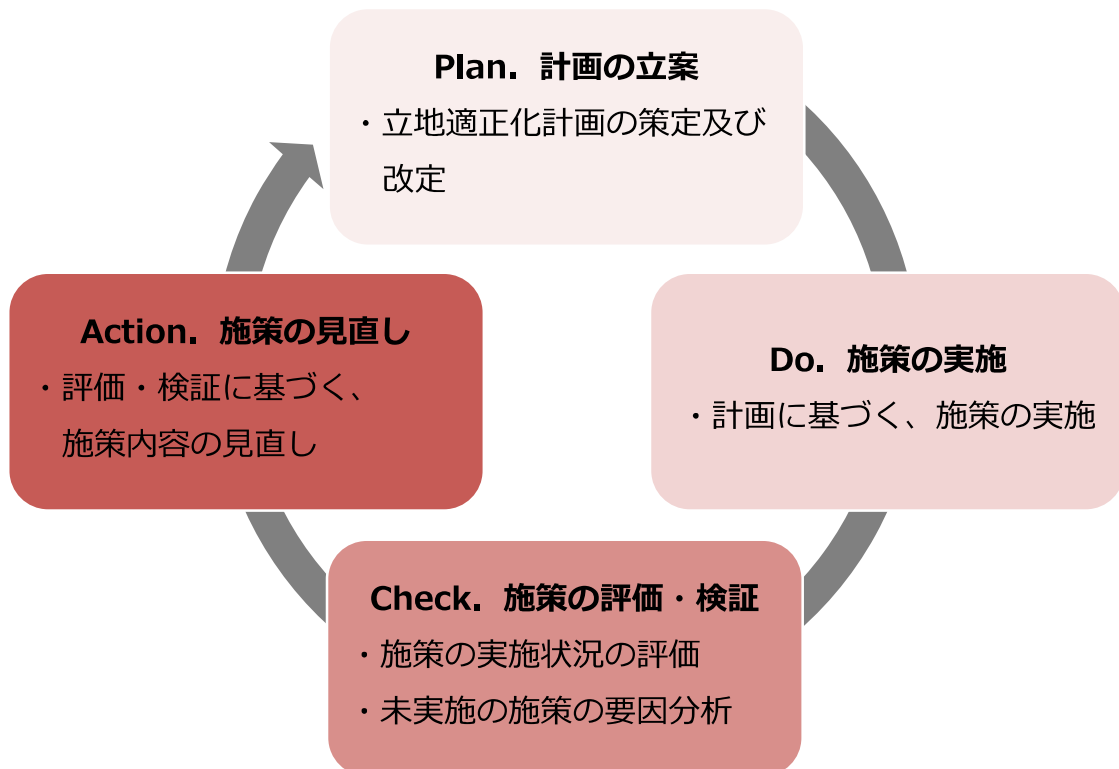 Plan．計画の立案
・立地適正化計画の策定及び
改定
Do．施策の実施
・計画に基づく、施策の実施
Check．施策の評価・検証
・施策の実施状況の評価
・未実施の施策の要因分析
Action．施策の見直し
・評価・検証に基づく、
施策内容の見直し